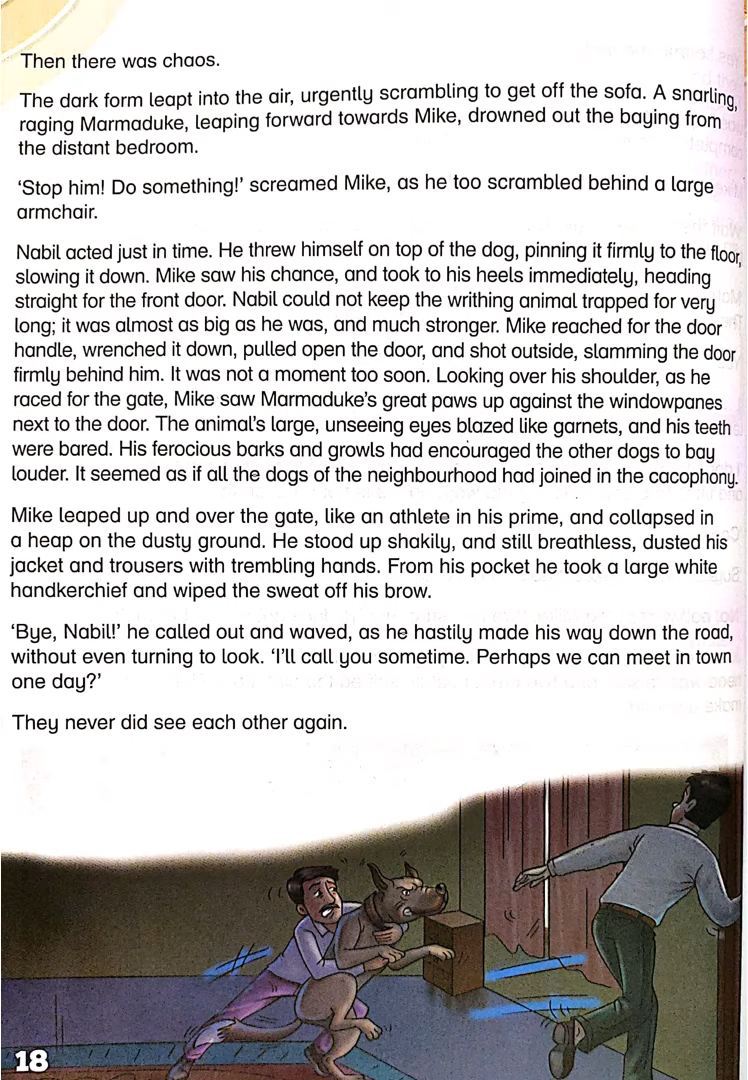 Then there was chaos.
The dark form leapt into the air, urgently scrambling to get off the sofa. A snarling,
raging Marmaduke, leaping forward towards Mike, drowned out the baying from
the distant bedroom.
‘Stop him! Do something!’ screamed Mike, as he too scrambled behind a large
armchair.
Nabil acted just in time. He threw himself on top of the dog, pinning it firmly to the floor,
slowing it down. Mike saw his chance, and took to his heels immediately, heading
straight for the front door. Nabil could not keep the writhing animal trapped for very
long; it was almost as big as he was, and much stronger. Mike reached for the door
handle, wrenched it down, pulled open the door, and shot outside, slamming the door
firmly behind him. It was not a moment too soon. Looking over his shoulder, as he
raced for the gate, Mike saw Marmaduke’s great paws up against the windowpanes
next to the door. The animal’s large, unseeing eyes blazed like garnets, and his teeth
were bared. His ferocious barks and growls had encouraged the other dogs to bay
louder. It seemed as if all the dogs of the neighbourhood had joined in the cacophony.
Mike leaped up and over the gate, like an athlete in his prime, and collapsed in
a heap on the dusty ground. He stood up shakily, and still breathless, dusted his
jacket and trousers with trembling hands. From his pocket he took a large white
handkerchief and wiped the sweat off his brow.
‘Bye, Nabil!’ he called out and waved, as he hastily made his way down the road,
without even turning to look. ‘I’ll call you sometime. Perhaps we can meet in town
one day?’
They never did see each other again.
18